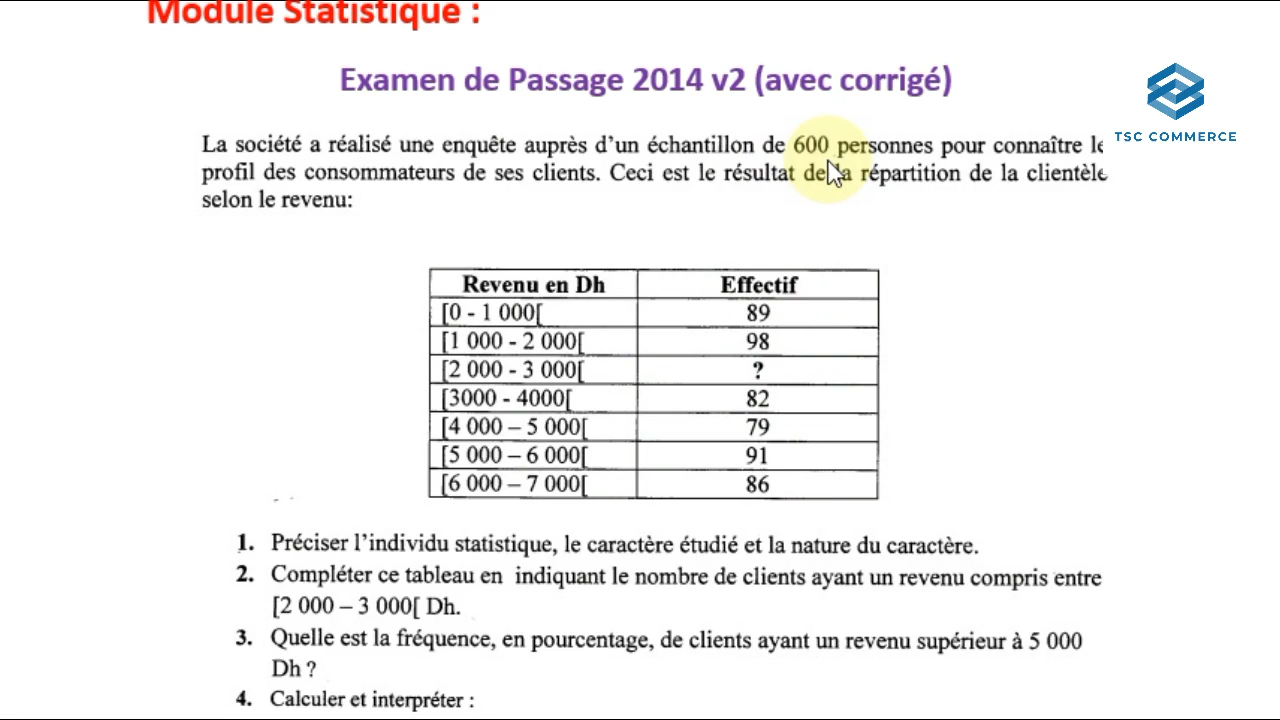 Module Statistique :
Examen de Passage 2014 v2 (avec corrigé)
TSC COMMERCE
La société a réalisé une enquête auprès d'un échantillon de 600 personnes pour connaître le
profil des consommateurs de ses clients. Ceci est le résultat de la répartition de la clientèle
selon le revenu:
Revenu en Dh Effectif
[0 - 1 000[ 89
[1 000 - 2 000[ 98
[2 000 - 3 000[ ?
[3000 - 4000[ 82
[4 000 – 5 000[ 79
[5 000 – 6 000[ 91
[6 000 – 7 000[ 86
1. Préciser l'individu statistique, le caractère étudié et la nature du caractère.
2. Compléter ce tableau en indiquant le nombre de clients ayant un revenu compris entre
[2 000 – 3 000[ Dh.
3. Quelle est la fréquence, en pourcentage, de clients ayant un revenu supérieur à 5 000
Dh ?
4. Calculer et interpréter :